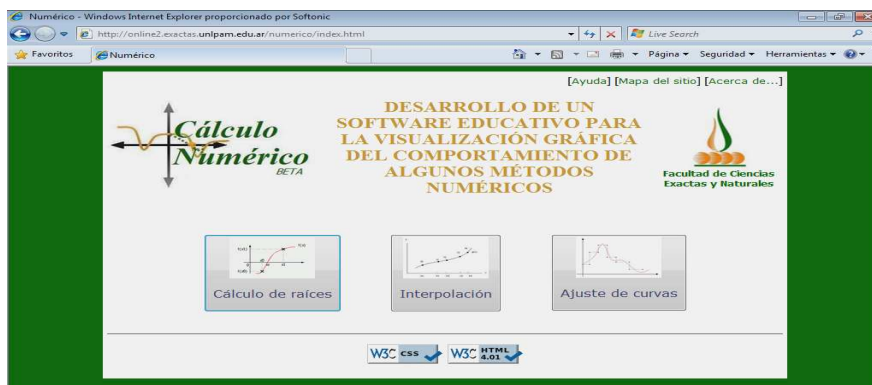 Numérico - Windows Internet Explorer proporcionado por Softonic
http://online2.exactas.unlpam.edu.ar/numerico/index.html
Live Search
Favoritos
Numérico
Página
Seguridad
Herramientas
[Ayuda] [Mapa del sitio] [Acerca de...]
Cálculo
Numérico
BETA
DESARROLLO DE UN
SOFTWARE EDUCATIVO PARA
LA VISUALIZACIÓN GRÁFICA
DEL COMPORTAMIENTO DE
ALGUNOS MÉTODOS
NUMÉRICOS
Facultad de Ciencias
Exactas y Naturales
Cálculo de raíces
Interpolación
Ajuste de curvas
W3C css
W3C HTML 4.01